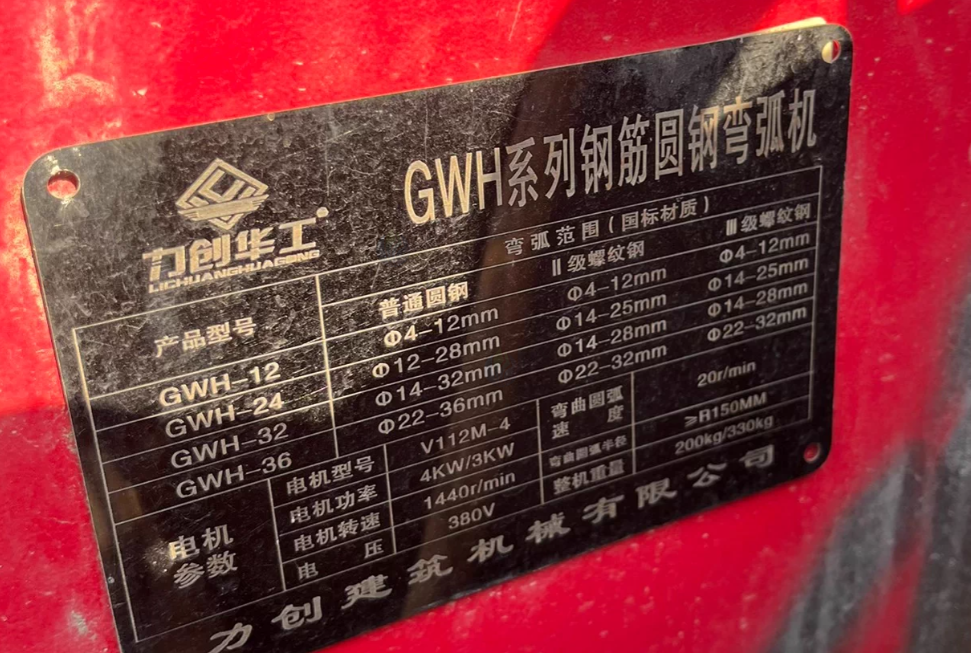 GWH系列钢筋圆钢弯弧机
力创华工
LICHUANGHUAGONG
产品型号
弯弧范围(国标材质)
普通圆钢 Ⅱ级螺纹钢 Ⅲ级螺纹钢
GWH-12 Φ4-12mm Φ4-12mm Φ4-12mm
GWH-24 Φ12-28mm Φ14-25mm Φ14-25mm
GWH-32 Φ14-32mm Φ14-28mm Φ14-28mm
GWH-36 Φ22-36mm Φ22-32mm Φ22-32mm
电机
参数
电机型号 V112M-4
电机功率 4KW/3KW
电机转速 1440r/min
电 压 380V
弯曲圆弧
速 度
20r/min
弯曲圆弧半径 ≥R150MM
整机重量 200kg/330kg
力创建筑机械有限公司